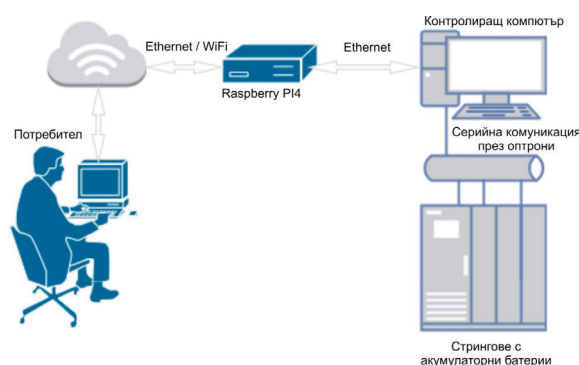 Контролиращ компютър
Ethernet / WiFi
Ethernet
Raspberry PI4
Потребител
Серийна комуникация
през оптрони
Стрингове с
акумулаторни батерии